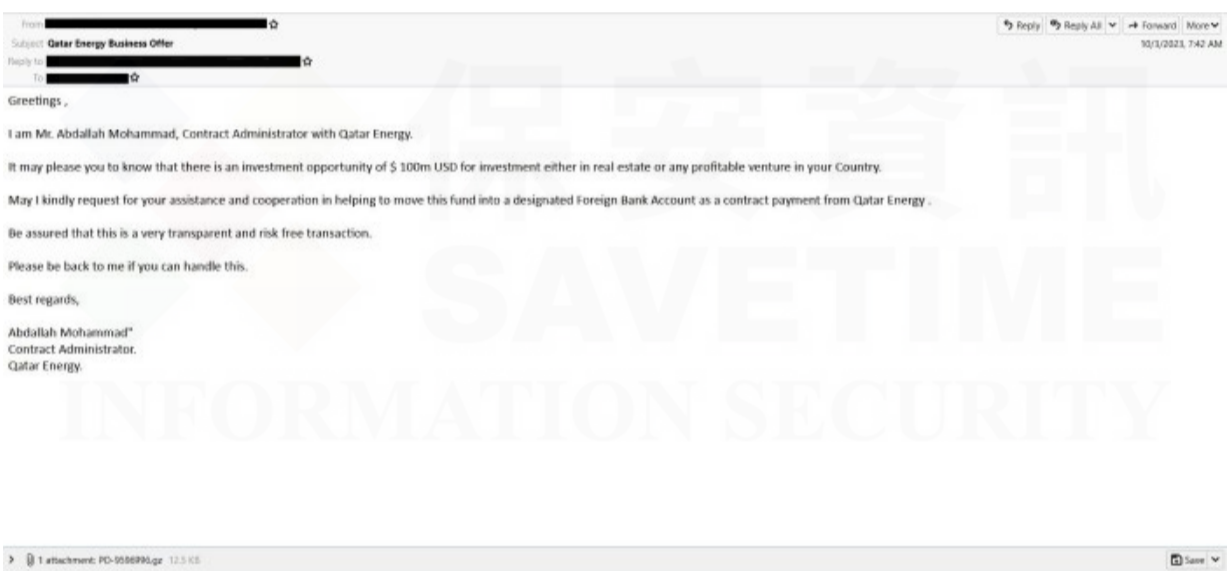 From
Reply
Reply All
Forward
More
Subject Qatar Energy Business Offer
10/3/2023, 7:42 AM
Reply to
To
Greetings ,
I am Mr. Abdallah Mohammad, Contract Administrator with Qatar Energy.
It may please you to know that there is an investment opportunity of $ 100m USD for investment either in real estate or any profitable venture in your Country.
May I kindly request for your assistance and cooperation in helping to move this fund into a designated Foreign Bank Account as a contract payment from Qatar Energy .
Be assured that this is a very transparent and risk free transaction.
Please be back to me if you can handle this.
Best regards,
Abdallah Mohammad"
Contract Administrator.
Qatar Energy.
保安資訊
SAVETIME
INFORMATION SECURITY
1 attachment: 12.5 KB
Save